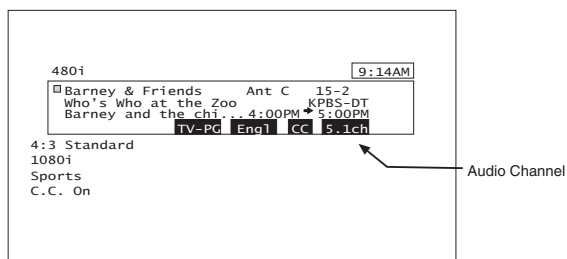 480i 9:14AM
Barney & Friends Ant C 15-2
Who's Who at the Zoo KPBS-DT
Barney and the chi...4:00PM➔5:00PM
TV-PG Engl CC 5.1ch
4:3 Standard
1080i
Sports
C.C. On
Audio Channel